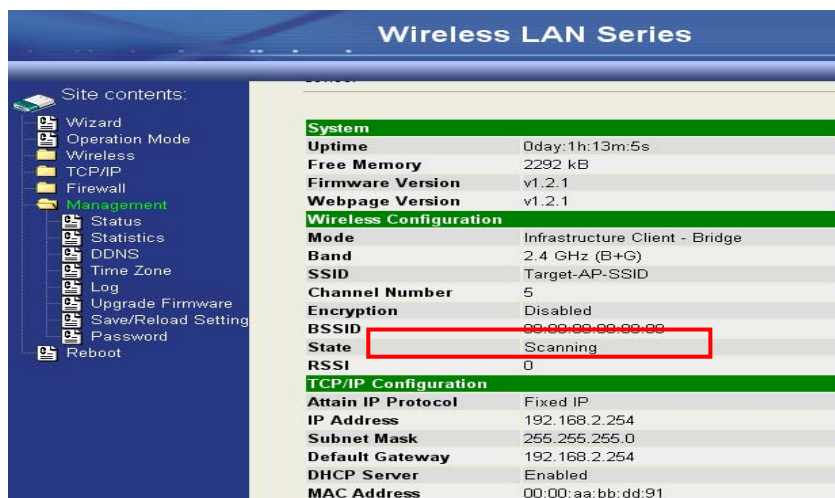 Wireless LAN Series
Site contents:
Wizard
Operation Mode
Wireless
TCP/IP
Firewall
Management
Status
Statistics
DDNS
Time Zone
Log
Upgrade Firmware
Save/Reload Setting
Password
Reboot
System
Uptime 0day:1h:13m:5s
Free Memory 2292 kB
Firmware Version v1.2.1
Webpage Version v1.2.1
Wireless Configuration
Mode Infrastructure Client - Bridge
Band 2.4 GHz (B+G)
SSID Target-AP-SSID
Channel Number 5
Encryption Disabled
BSSID 00:00:00:00:00:00
State Scanning
RSSI 0
TCP/IP Configuration
Attain IP Protocol Fixed IP
IP Address 192.168.2.254
Subnet Mask 255.255.255.0
Default Gateway 192.168.2.254
DHCP Server Enabled
MAC Address 00:00:aa:bb:dd:91